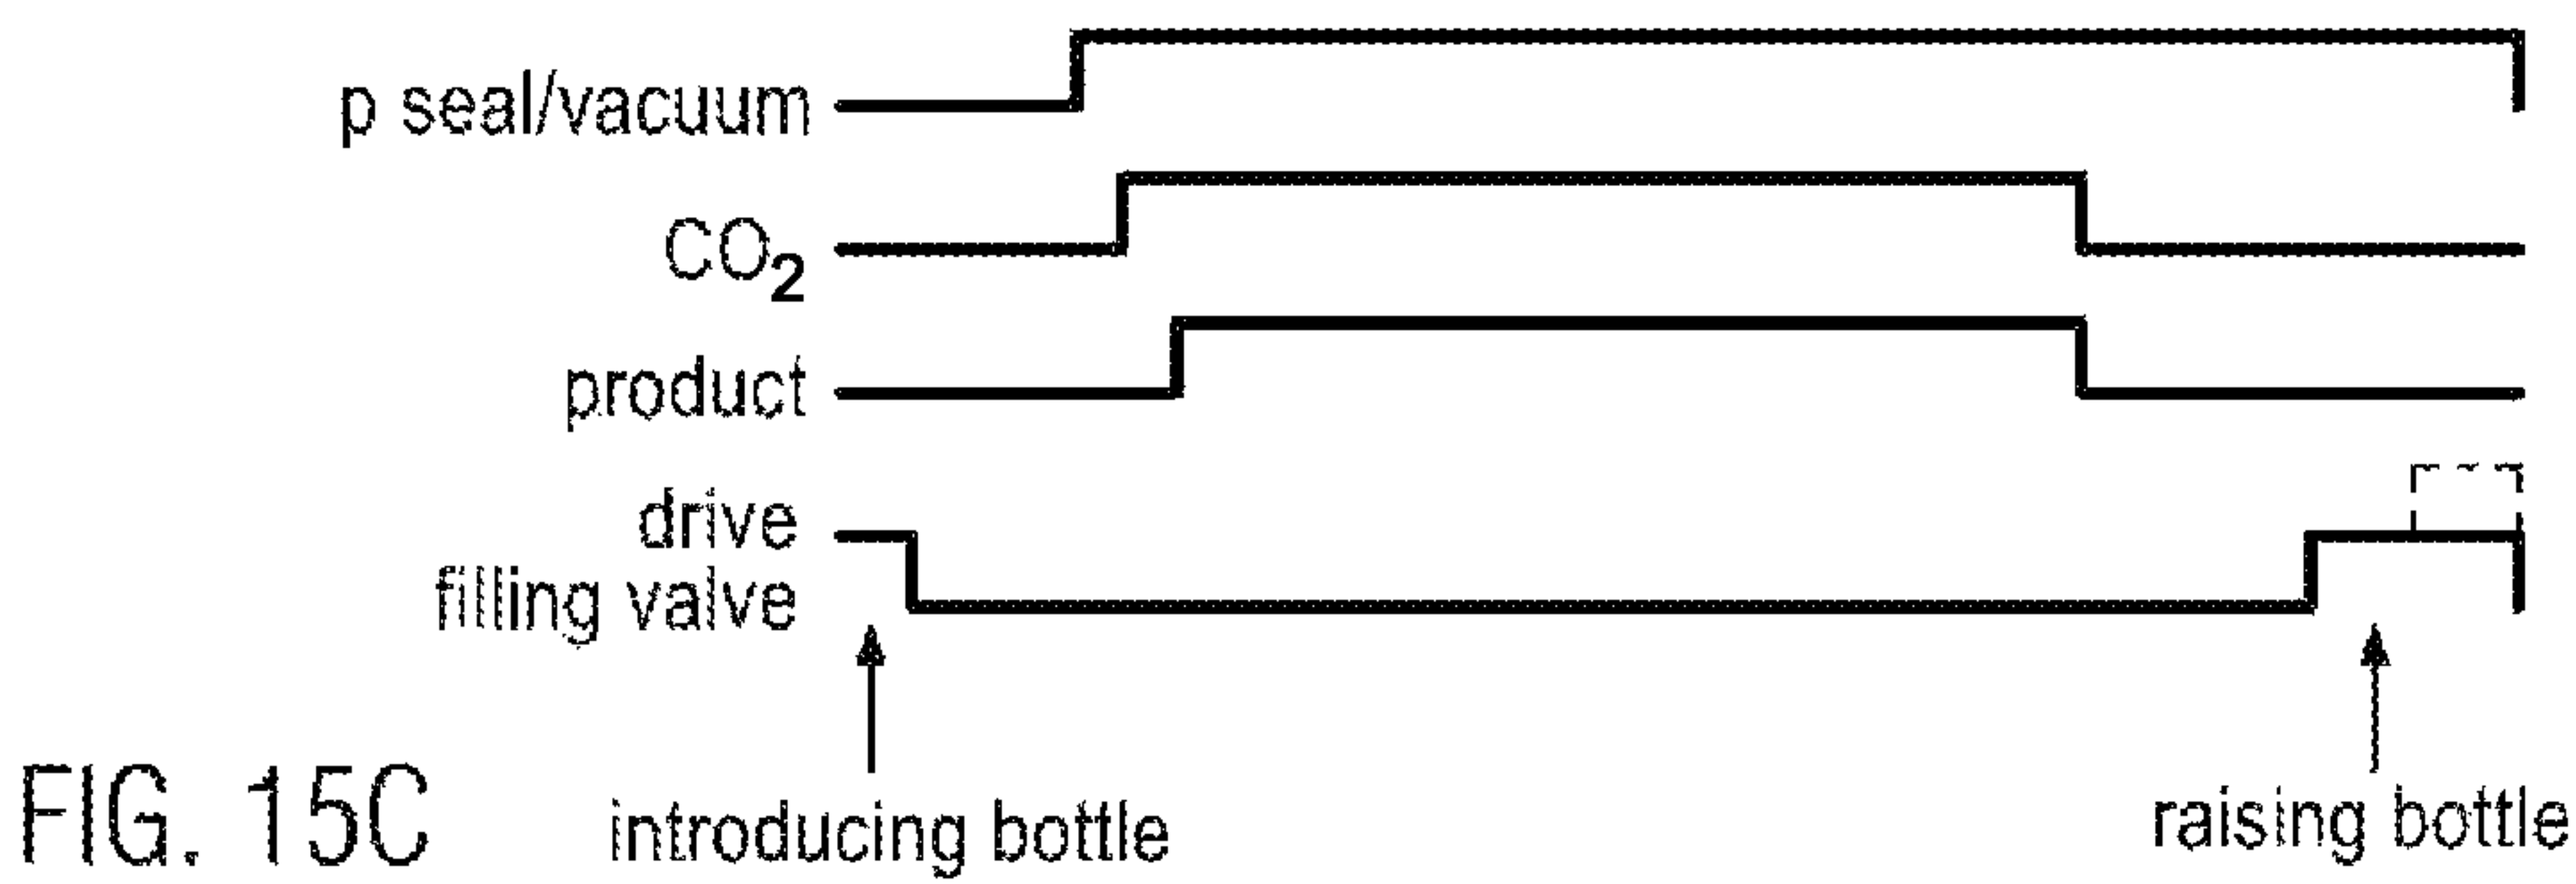 p seal/vacuum
CO₂
product
drive
filling valve
FIG. 15C
introducing bottle
raising bottle